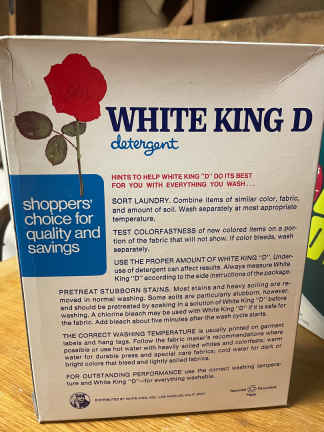 WHITE KING D
detergent
shoppers'
choice for
quality and
savings
HINTS TO HELP WHITE KING "D" DO ITS BEST
FOR YOU WITH EVERYTHING YOU WASH...
SORT LAUNDRY. Combine items of similar color, fabric,
and amount of soil. Wash separately at most appropriate
temperature.
TEST COLORFASTNESS of new colored items on a por-
tion of the fabric that will not show. If color bleeds, wash
separately.
USE THE PROPER AMOUNT OF WHITE KING "D". Under-
use of detergent can affect results. Always measure White
King "D" according to the side instructions of the package.
PRETREAT STUBBORN STAINS. Most stains and heavy soiling are re-
moved in normal washing. Some soils are particularly stubborn, however,
and should be pretreated by soaking in a solution of White King "D" before
washing. A chlorine bleach may be used with White King "D" if it is safe for
the fabric. Add bleach about five minutes after the wash cycle starts.
THE CORRECT WASHING TEMPERATURE is usually printed on garment
labels and hang tags. Follow the fabric maker's recommendations where
possible or use hot water with heavily soiled whites and colorfasts; warm
water for durable press and special care fabrics; cold water for dark or
bright colors that bleed and lightly soiled fabrics.
FOR OUTSTANDING PERFORMANCE use the correct washing tempera-
ture and White King "D"—for everything washable.
DISTRIBUTED BY WHITE KING, INC. LOS ANGELES, CALIF.